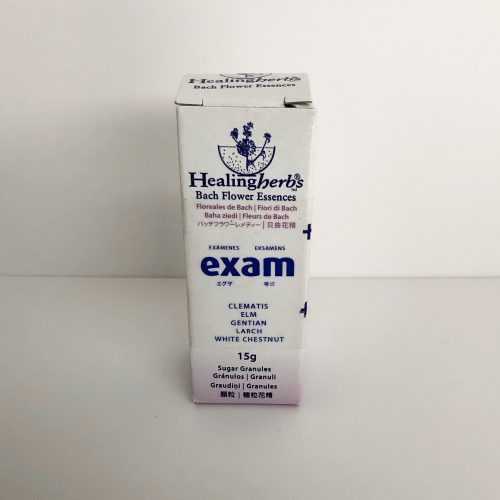 Healingherbs
Bach Flower Essences
Healingherbs®
Bach Flower Essences
Floreales de Bach | Fiori di Bach
Baha ziedi | Fleurs de Bach
バッチフラワーレメディー | 贝曲花精
EXÁMENES EKSĀMENS
exam
エグザ 考试
CLEMATIS
ELM
GENTIAN
LARCH
WHITE CHESTNUT
15g
Sugar Granules
Gránulos | Granuli
Graudiņi | Granules
顆粒 | 糖粒花精